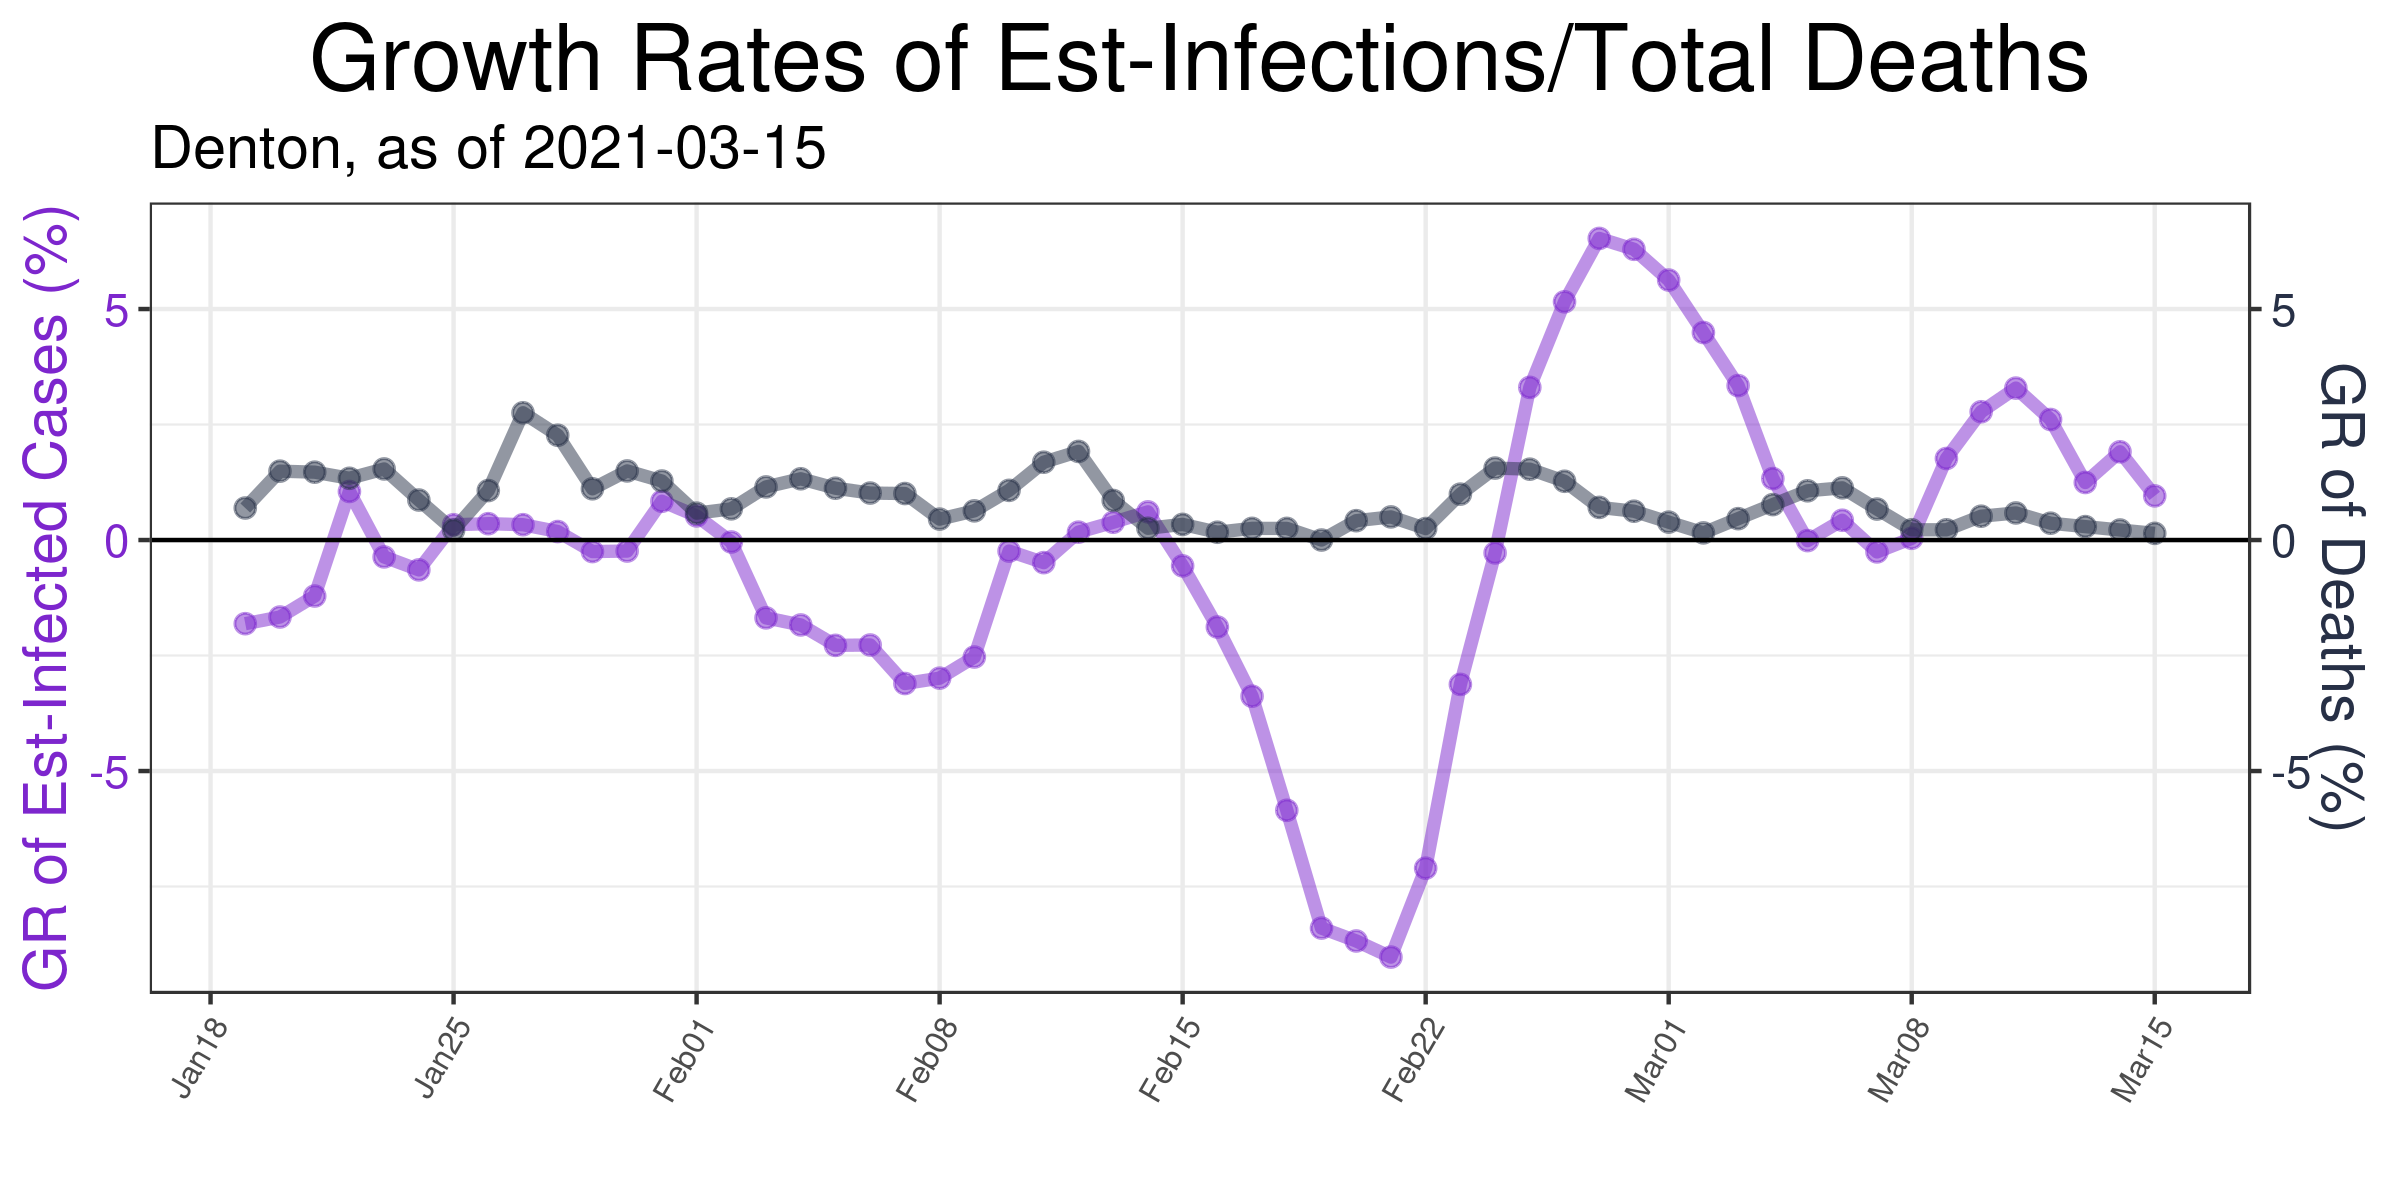 Growth Rates of Est-Infections/Total Deaths
Denton, as of 2021-03-15
GR of Est-Infected Cases (%)
5
0
-5
5
0
-5
GR of Deaths (%)
Jan18
Jan25
Feb01
Feb08
Feb15
Feb22
Mar01
Mar08
Mar15